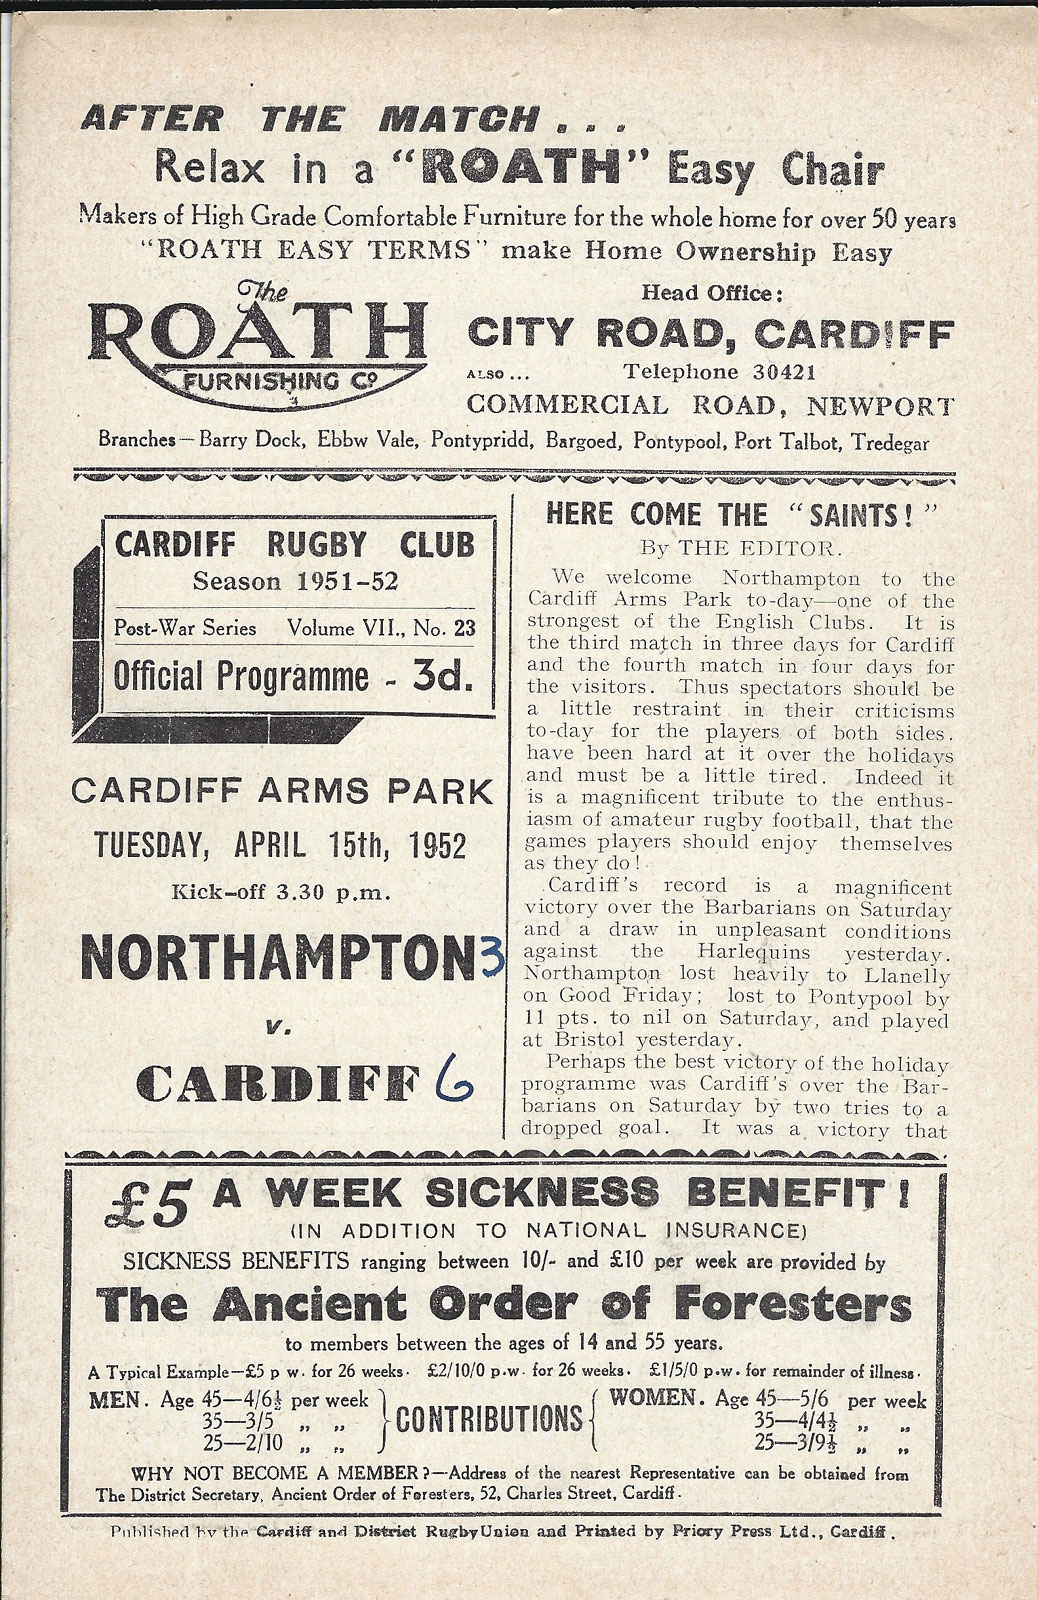 AFTER THE MATCH . . .
Relax in a "ROATH" Easy Chair
Makers of High Grade Comfortable Furniture for the whole home for over 50 years
"ROATH EASY TERMS" make Home Ownership Easy
The
ROATH
FURNISHING Co
Head Office:
CITY ROAD, CARDIFF
ALSO ... Telephone 30421
COMMERCIAL ROAD, NEWPORT
Branches—Barry Dock, Ebbw Vale, Pontypridd, Bargoed, Pontypool, Port Talbot, Tredegar
CARDIFF RUGBY CLUB
Season 1951-52
Post-War Series Volume VII., No. 23
Official Programme - 3d.
CARDIFF ARMS PARK
TUESDAY, APRIL 15th, 1952
Kick-off 3.30 p.m.
NORTHAMPTON 3
v.
CARDIFF 6
HERE COME THE "SAINTS!"
By THE EDITOR.
We welcome Northampton to the
Cardiff Arms Park to-day—one of the
strongest of the English Clubs. It is
the third match in three days for Cardiff
and the fourth match in four days for
the visitors. Thus spectators should be
a little restraint in their criticisms
to-day for the players of both sides.
have been hard at it over the holidays
and must be a little tired. Indeed it
is a magnificent tribute to the enthus-
iasm of amateur rugby football, that the
games players should enjoy themselves
as they do!
Cardiff's record is a magnificent
victory over the Barbarians on Saturday
and a draw in unpleasant conditions
against the Harlequins yesterday.
Northampton lost heavily to Llanelly
on Good Friday; lost to Pontypool by
11 pts. to nil on Saturday, and played
at Bristol yesterday.
Perhaps the best victory of the holiday
programme was Cardiff's over the Bar-
barians on Saturday by two tries to a
dropped goal. It was a victory that
£5 A WEEK SICKNESS BENEFIT!
(IN ADDITION TO NATIONAL INSURANCE)
SICKNESS BENEFITS ranging between 10/- and £10 per week are provided by
The Ancient Order of Foresters
to members between the ages of 14 and 55 years.
A Typical Example—£5 p w. for 26 weeks. £2/10/0 p.w. for 26 weeks. £1/5/0 p.w. for remainder of illness.
MEN. Age 45—4/6½ per week
35—3/5 „ „
25—2/10 „ „
CONTRIBUTIONS
WOMEN. Age 45—5/6 per week
35—4/4½ „ „
25—3/9½ „ „
WHY NOT BECOME A MEMBER?—Address of the nearest Representative can be obtained from
The District Secretary, Ancient Order of Foresters, 52, Charles Street, Cardiff.
Published by the Cardiff and District Rugby Union and Printed by Priory Press Ltd., Cardiff.